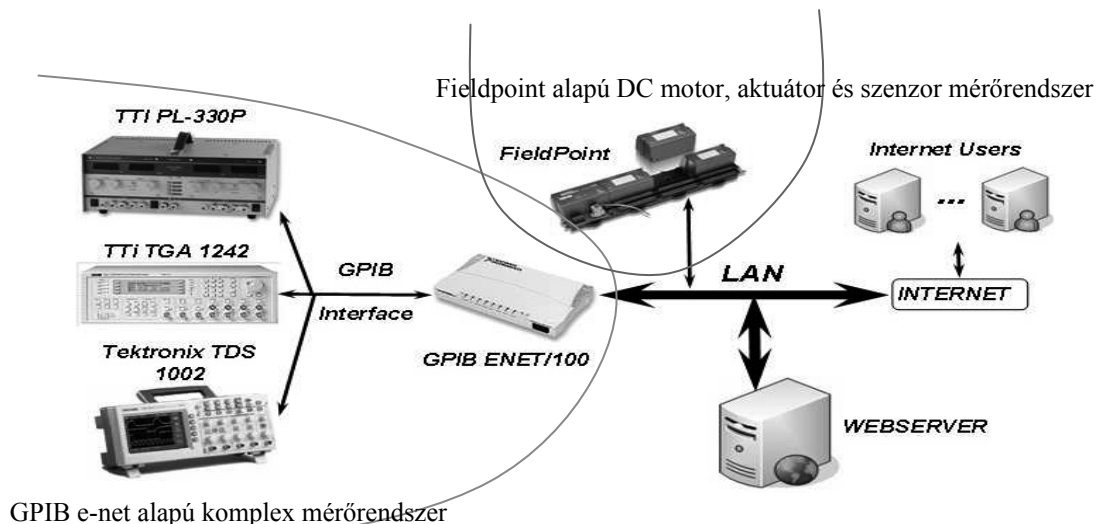 Fieldpoint alapú DC motor, aktuátor és szenzor mérőrendszer
TTI PL-330P
FieldPoint
Internet Users
...
TTi TGA 1242
GPIB
Interface
LAN
INTERNET
Tektronix TDS
1002
GPIB ENET/100
WEBSERVER
GPIB e-net alapú komplex mérőrendszer